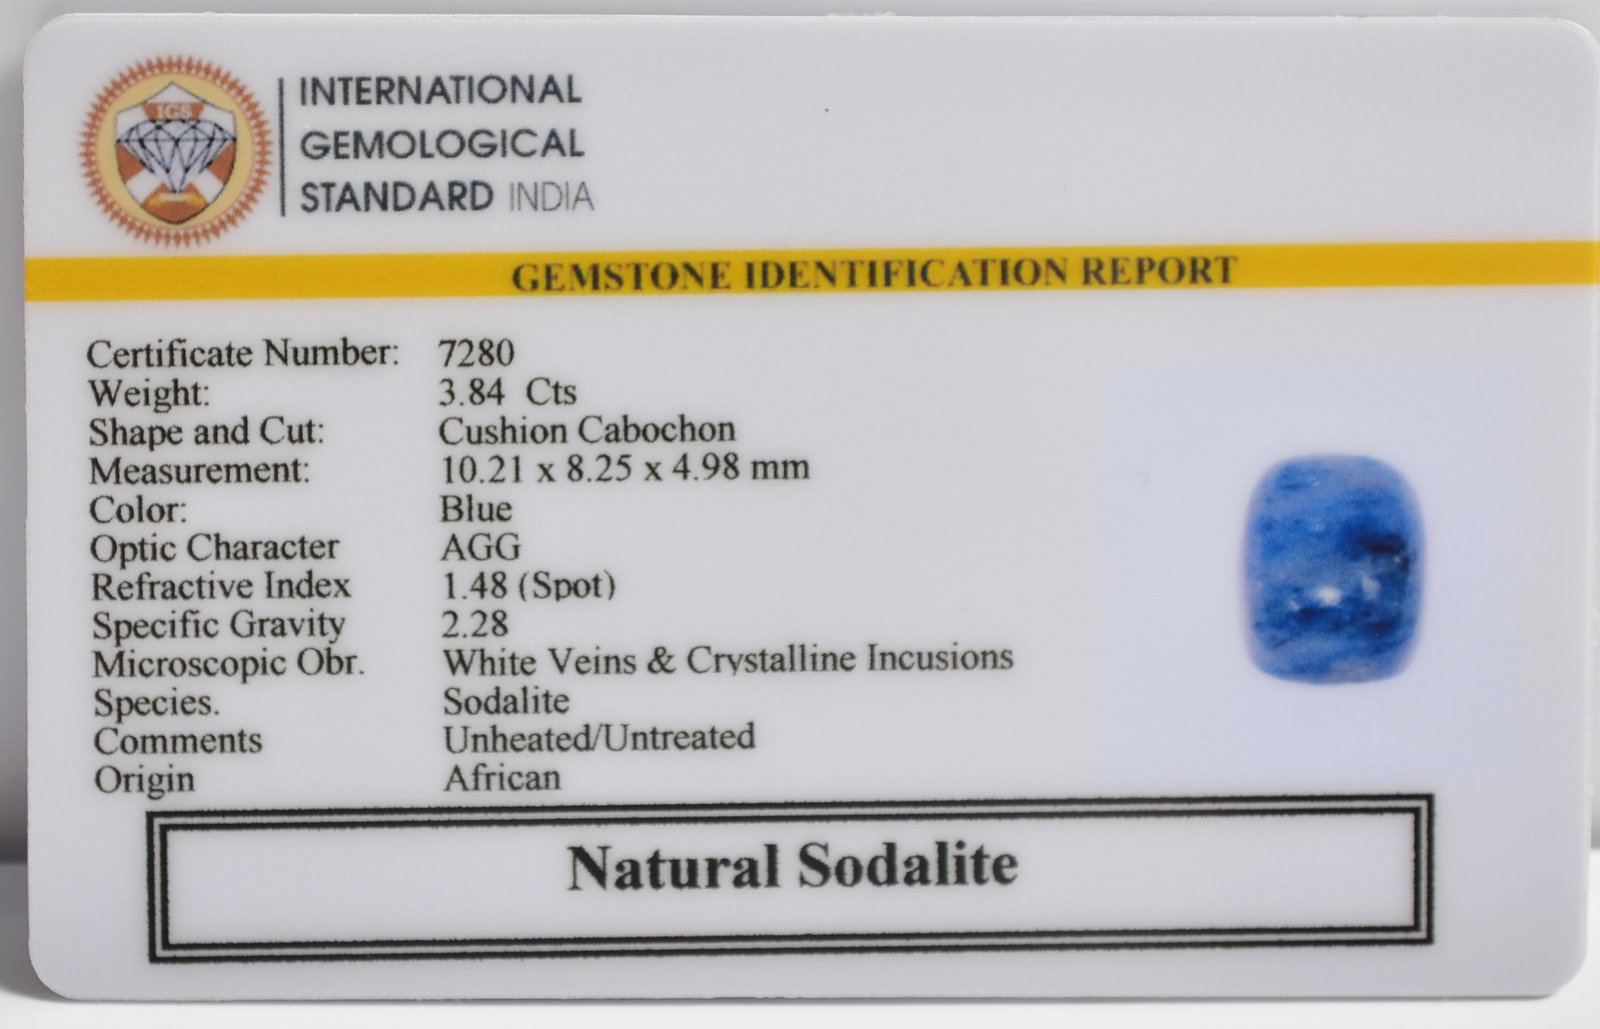 IGS
INTERNATIONAL
GEMOLOGICAL
STANDARD INDIA
GEMSTONE IDENTIFICATION REPORT
Certificate Number: 7280
Weight: 3.84 Cts
Shape and Cut: Cushion Cabochon
Measurement: 10.21 x 8.25 x 4.98 mm
Color: Blue
Optic Character AGG
Refractive Index 1.48 (Spot)
Specific Gravity 2.28
Microscopic Obr. White Veins & Crystalline Incusions
Species. Sodalite
Comments Unheated/Untreated
Origin African
Natural Sodalite